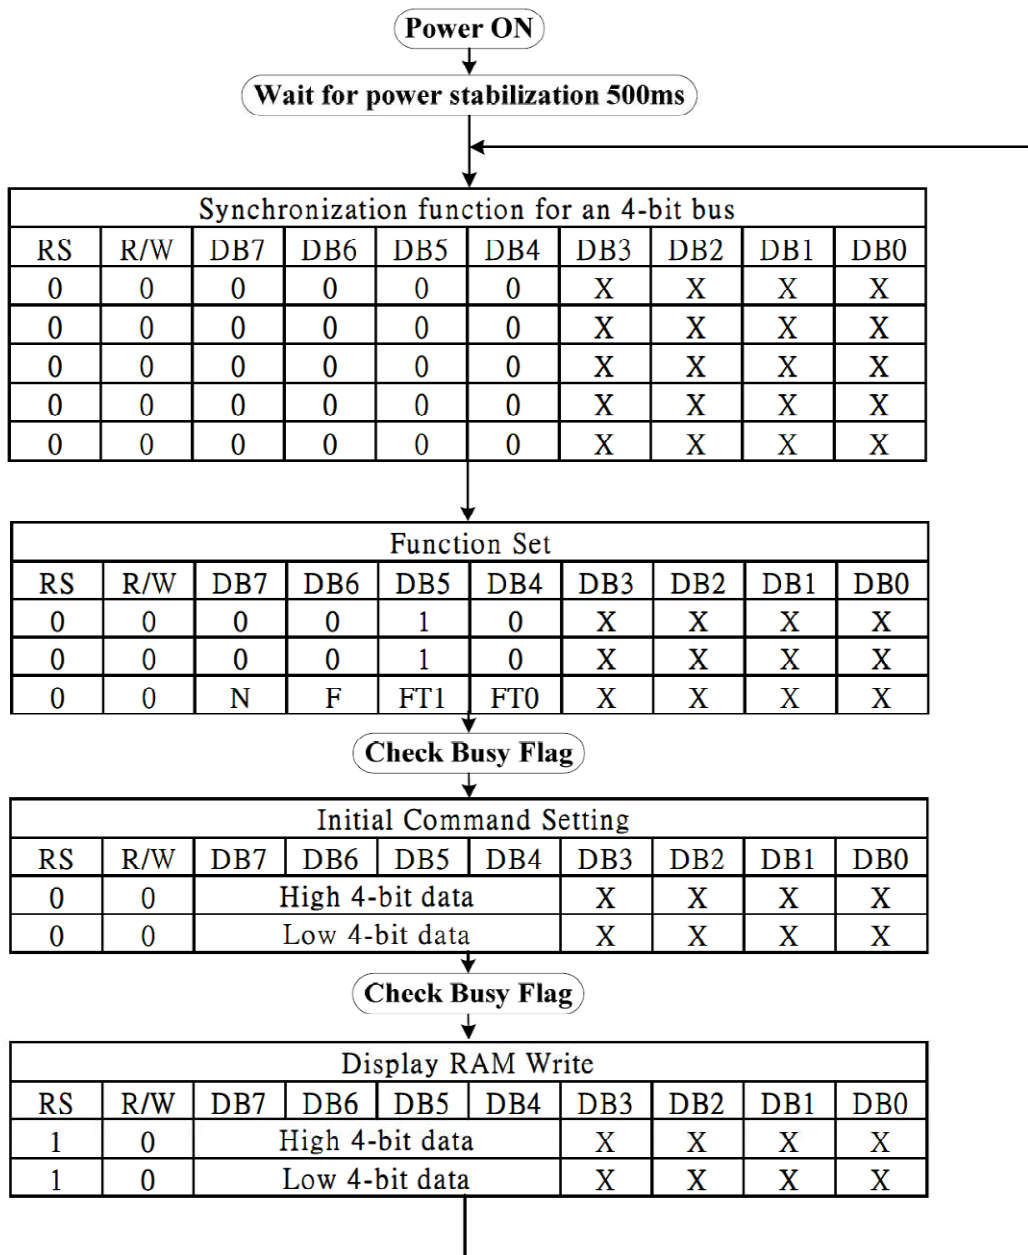 Power ON
Wait for power stabilization 500ms
Synchronization function for an 4-bit bus
RS R/W DB7 DB6 DB5 DB4 DB3 DB2 DB1 DB0
0 0 0 0 0 0 X X X X
0 0 0 0 0 0 X X X X
0 0 0 0 0 0 X X X X
0 0 0 0 0 0 X X X X
0 0 0 0 0 0 X X X X
Function Set
RS R/W DB7 DB6 DB5 DB4 DB3 DB2 DB1 DB0
0 0 0 0 1 0 X X X X
0 0 0 0 1 0 X X X X
0 0 N F FT1 FT0 X X X X
Check Busy Flag
Initial Command Setting
RS R/W DB7 DB6 DB5 DB4 DB3 DB2 DB1 DB0
0 0 High 4-bit data X X X X
0 0 Low 4-bit data X X X X
Check Busy Flag
Display RAM Write
RS R/W DB7 DB6 DB5 DB4 DB3 DB2 DB1 DB0
1 0 High 4-bit data X X X X
1 0 Low 4-bit data X X X X